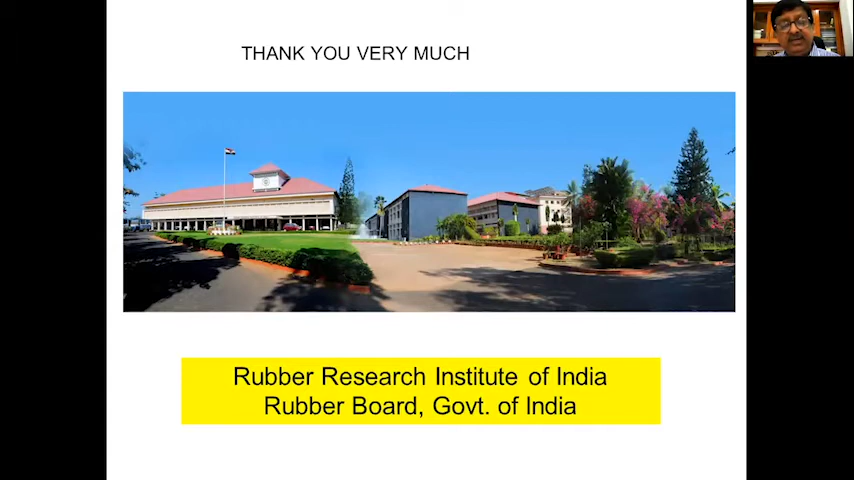 THANK YOU VERY MUCH
Rubber Research Institute of India
Rubber Board, Govt. of India